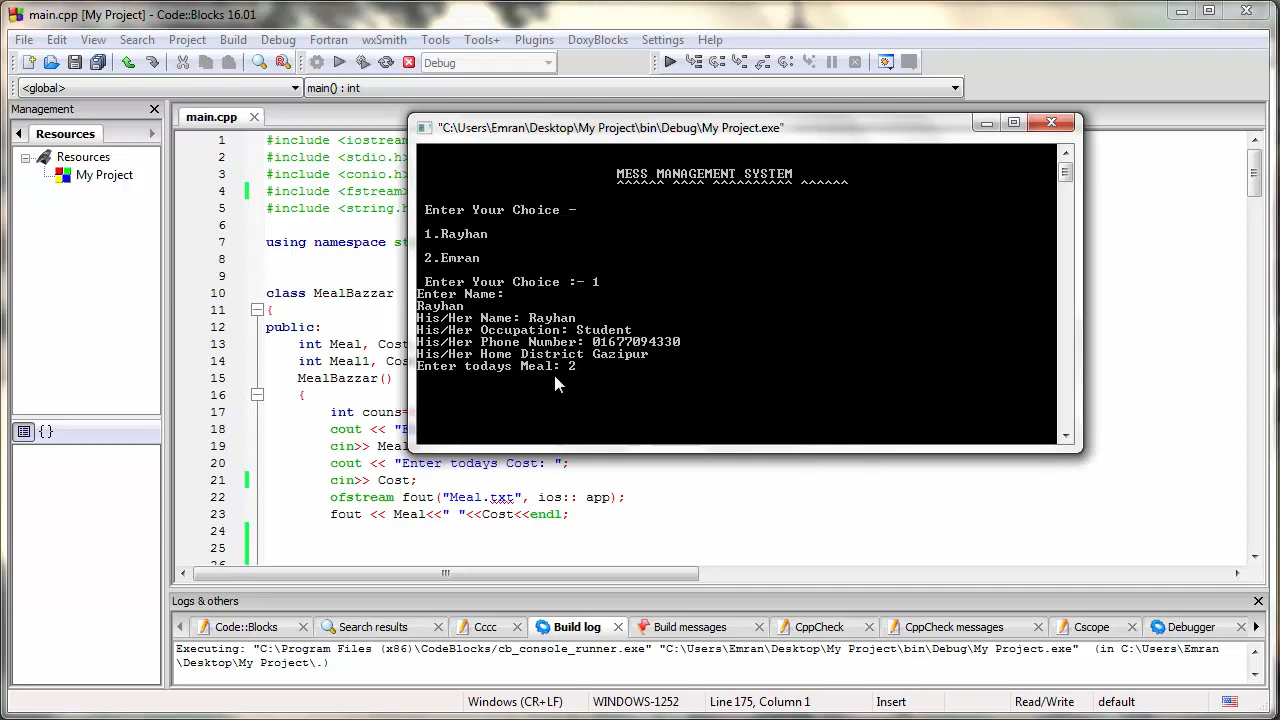 main.cpp [My Project] - Code::Blocks 16.01
File Edit View Search Project Build Debug Fortran wxSmith Tools Tools+ Plugins DoxyBlocks Settings Help
Debug
<global>
main() : int
Management
Resources
Resources
My Project
{}
main.cpp
1 #include <iostream
2 #include <stdio.h>
3 #include <conio.h>
4 #include <fstream>
5 #include <string.h
6
7 using namespace st
8
9
10 class MealBazzar
11 {
12 public:
13 int Meal, Cost
14 int Meal1, Co
15 MealBazzar()
16 {
17 int couns=
18 cout << "E
19 cin>> Meal
20 cout << "Enter todays Cost: ";
21 cin>> Cost;
22 ofstream fout("Meal.txt", ios:: app);
23 fout << Meal<<" "<<Cost<<endl;
24
25
"C:\Users\Emran\Desktop\My Project\bin\Debug\My Project.exe"
MESS MANAGEMENT SYSTEM
^^^^^^ ^^^^ ^^^^^^^^^^ ^^^^^^
Enter Your Choice -
1.Rayhan
2.Emran
Enter Your Choice :- 1
Enter Name:
Rayhan
His/Her Name: Rayhan
His/Her Occupation: Student
His/Her Phone Number: 01677094330
His/Her Home District Gazipur
Enter todays Meal: 2
Logs & others
Code::Blocks Search results Cccc Build log Build messages CppCheck CppCheck messages Cscope Debugger
Executing: "C:\Program Files (x86)\CodeBlocks/cb_console_runner.exe" "C:\Users\Emran\Desktop\My Project\bin\Debug\My Project.exe" (in C:\Users\Emran
\Desktop\My Project\.)
Windows (CR+LF) WINDOWS-1252 Line 175, Column 1 Insert Read/Write default